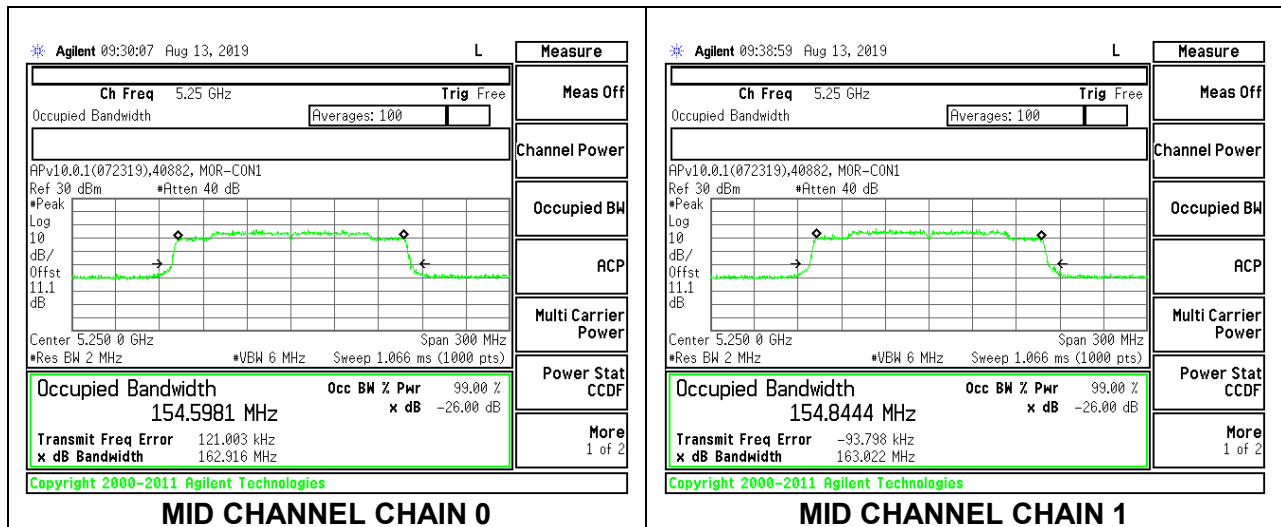 Agilent 09:30:07 Aug 13, 2019 L Measure
Ch Freq 5.25 GHz Trig Free Meas Off
Occupied Bandwidth Averages: 100
Channel Power
APv10.0.1(072319),40882, MOR-CON1
Ref 30 dBm #Atten 40 dB
#Peak
Log
10
dB/
Offst
11.1
dB
Occupied BW
ACP
Multi Carrier
Power
Center 5.250 0 GHz Span 300 MHz
#Res BW 2 MHz #VBW 6 MHz Sweep 1.066 ms (1000 pts)
Power Stat
CCDF
Occupied Bandwidth Occ BW % Pwr 99.00 %
154.5981 MHz x dB -26.00 dB
Transmit Freq Error 121.003 kHz
x dB Bandwidth 162.916 MHz
More
1 of 2
Copyright 2000-2011 Agilent Technologies
MID CHANNEL CHAIN 0
Agilent 09:38:59 Aug 13, 2019 L Measure
Ch Freq 5.25 GHz Trig Free Meas Off
Occupied Bandwidth Averages: 100
Channel Power
APv10.0.1(072319),40882, MOR-CON1
Ref 30 dBm #Atten 40 dB
#Peak
Log
10
dB/
Offst
11.1
dB
Occupied BW
ACP
Multi Carrier
Power
Center 5.250 0 GHz Span 300 MHz
#Res BW 2 MHz #VBW 6 MHz Sweep 1.066 ms (1000 pts)
Power Stat
CCDF
Occupied Bandwidth Occ BW % Pwr 99.00 %
154.8444 MHz x dB -26.00 dB
Transmit Freq Error -93.798 kHz
x dB Bandwidth 163.022 MHz
More
1 of 2
Copyright 2000-2011 Agilent Technologies
MID CHANNEL CHAIN 1